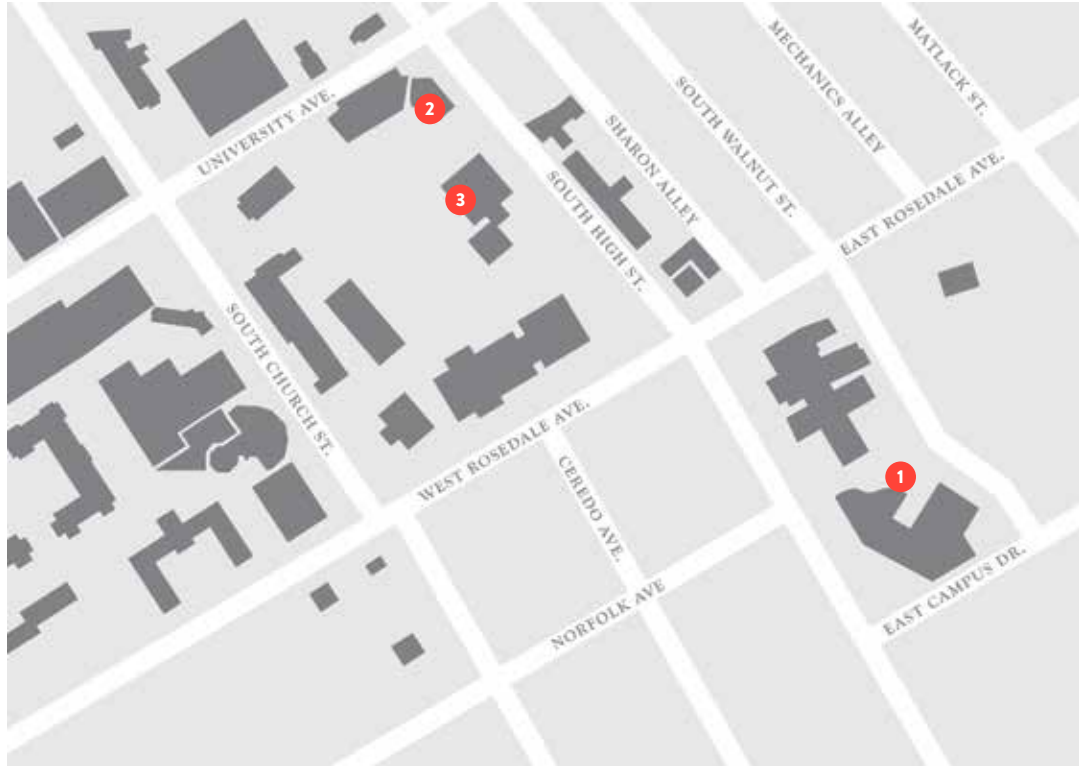 MATLACK ST.
MECHANICS ALLEY
SOUTH WALNUT ST.
SHARON ALLEY
UNIVERSITY AVE.
2
EAST ROSEDALE AVE.
SOUTH HIGH ST.
3
SOUTH CHURCH ST.
WEST ROSEDALE AVE.
CEREDO AVE.
1
EAST CAMPUS DR.
NORFOLK AVE